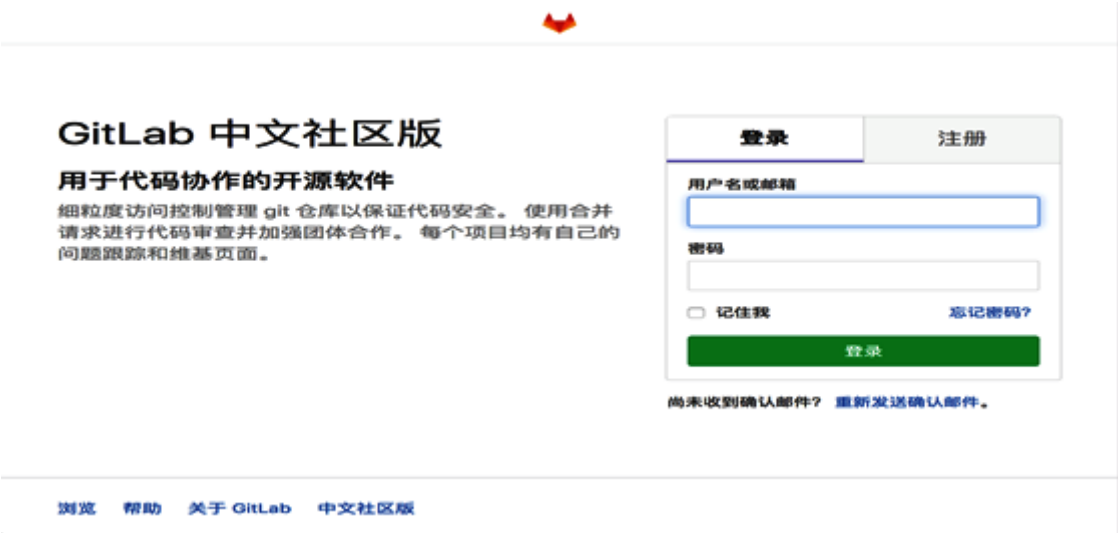 GitLab 中文社区版
用于代码协作的开源软件
细粒度访问控制管理 git 仓库以保证代码安全。 使用合并
请求进行代码审查并加强团体合作。 每个项目均有自己的
问题跟踪和维基页面。
登录 注册
用户名或邮箱
密码
记住我 忘记密码?
登录
尚未收到确认邮件? 重新发送确认邮件。
浏览 帮助 关于 GitLab 中文社区版